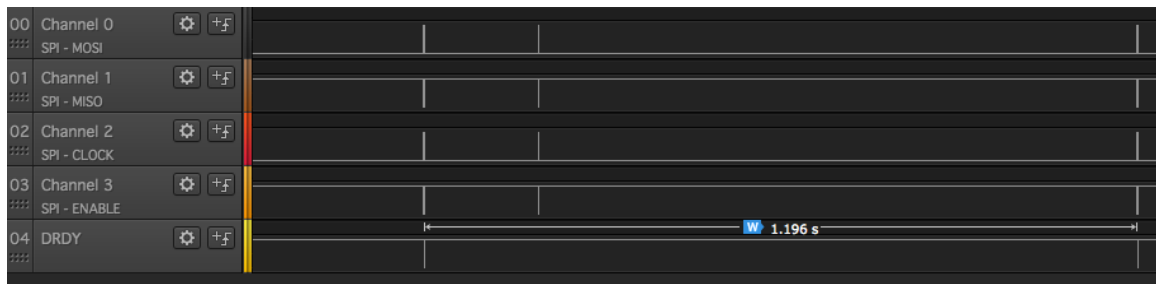 00 Channel 0
SPI - MOSI
01 Channel 1
SPI - MISO
02 Channel 2
SPI - CLOCK
03 Channel 3
SPI - ENABLE
W 1.196 s
04 DRDY